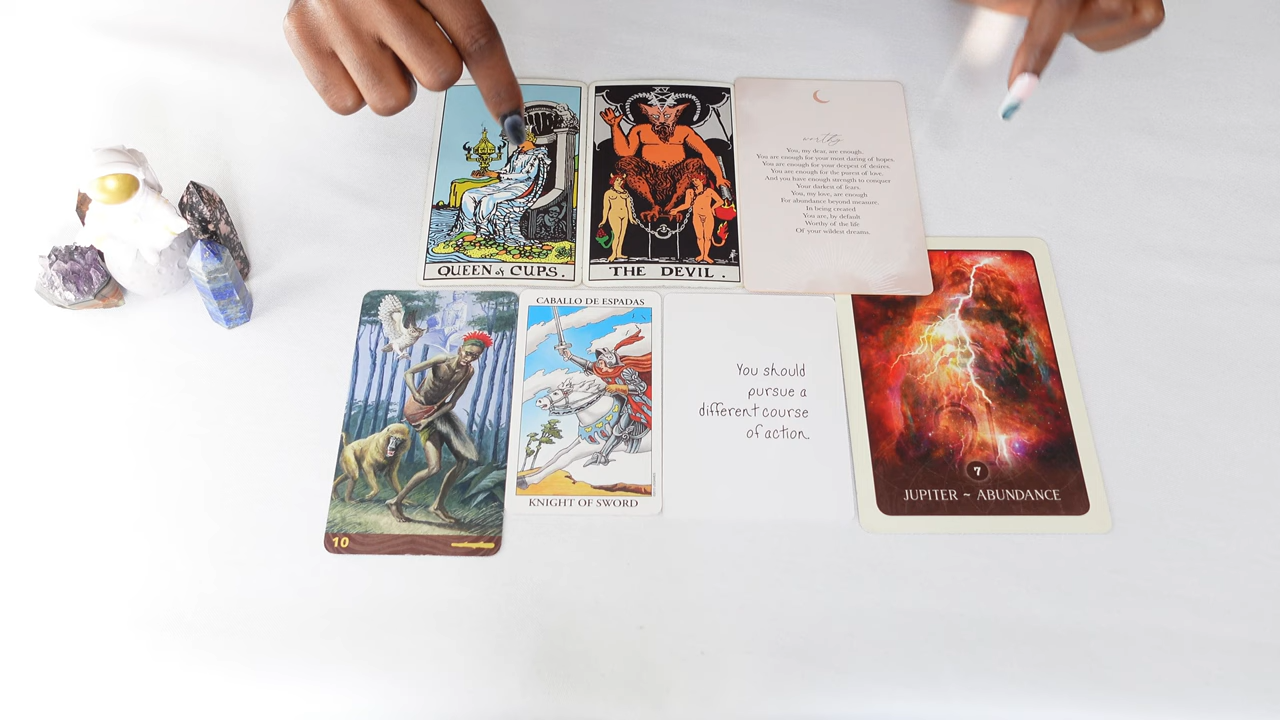 QUEEN of CUPS.
XV
THE DEVIL.
worthy
You, my dear, are enough.
You are enough for your most daring of hopes.
You are enough for your deepest of desires.
You are enough for the purest of love.
And you have enough strength to conquer
Your darkest of fears.
You, my love, are enough
For abundance beyond measure.
In being created
You are, by default
Worthy of the life
Of your wildest dreams.
10
CABALLO DE ESPADAS
KNIGHT OF SWORD
You should
pursue a
different course
of action.
7
JUPITER ~ ABUNDANCE